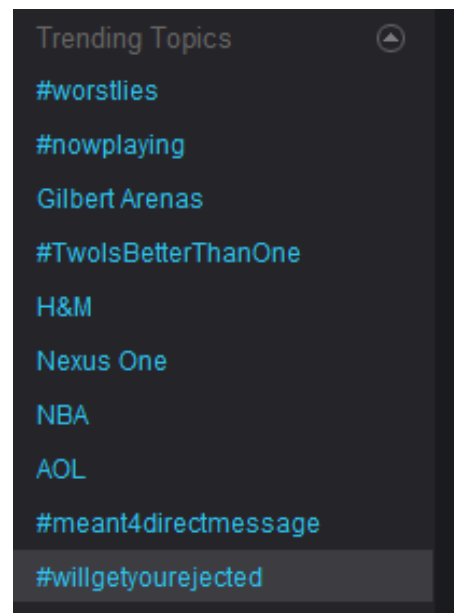 Trending Topics
#worstlies
#nowplaying
Gilbert Arenas
#TwoIsBetterThanOne
H&M
Nexus One
NBA
AOL
#meant4directmessage
#willgetyourejected